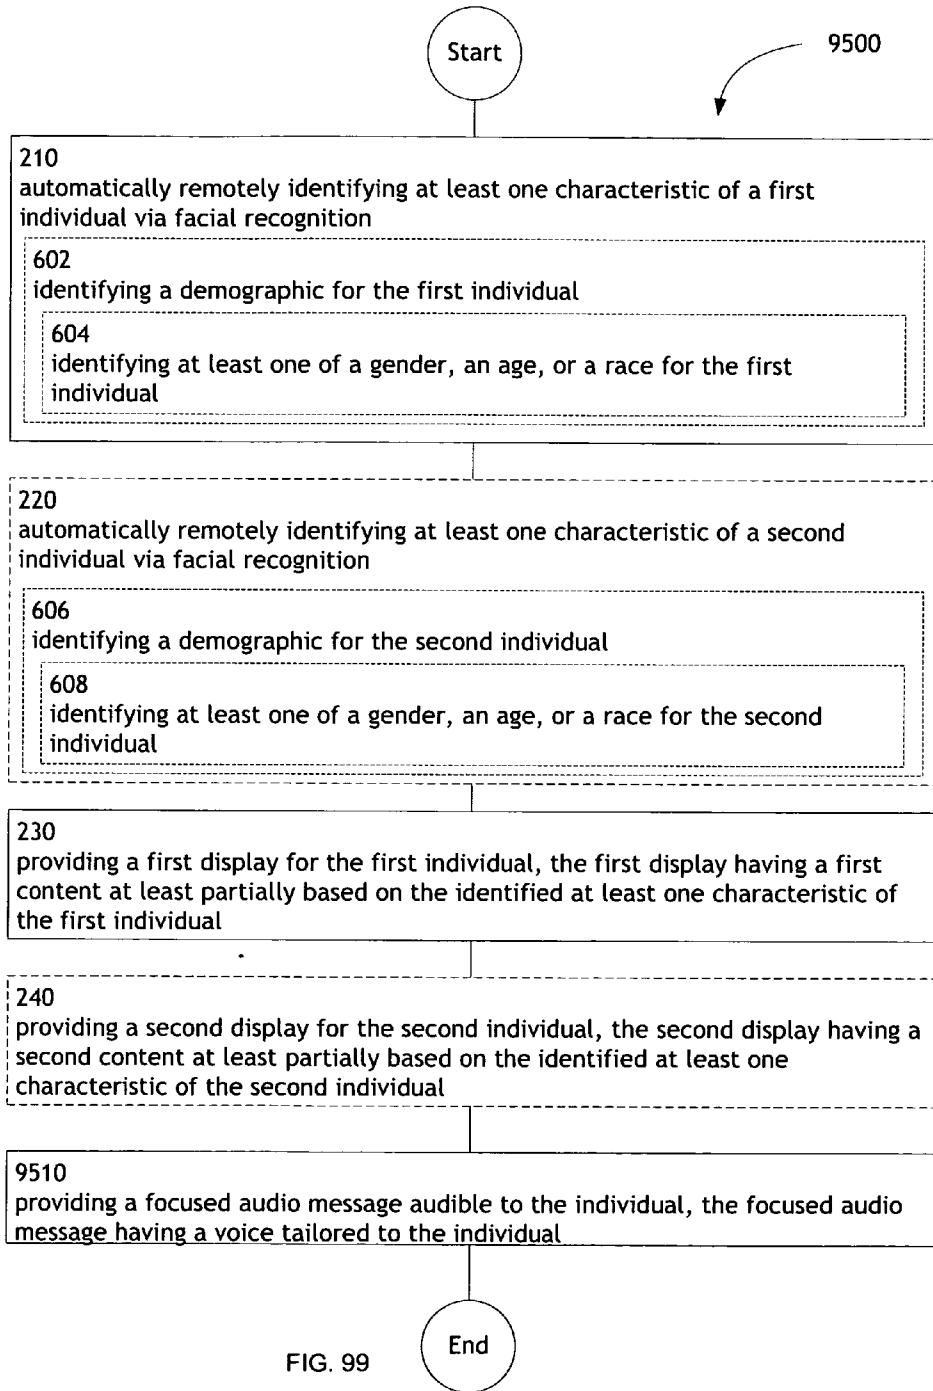 Start
9500
210
automatically remotely identifying at least one characteristic of a first
individual via facial recognition
602
identifying a demographic for the first individual
604
identifying at least one of a gender, an age, or a race for the first
individual
220
automatically remotely identifying at least one characteristic of a second
individual via facial recognition
606
identifying a demographic for the second individual
608
identifying at least one of a gender, an age, or a race for the second
individual
230
providing a first display for the first individual, the first display having a first
content at least partially based on the identified at least one characteristic of
the first individual
240
providing a second display for the second individual, the second display having a
second content at least partially based on the identified at least one
characteristic of the second individual
9510
providing a focused audio message audible to the individual, the focused audio
message having a voice tailored to the individual
End
FIG. 99